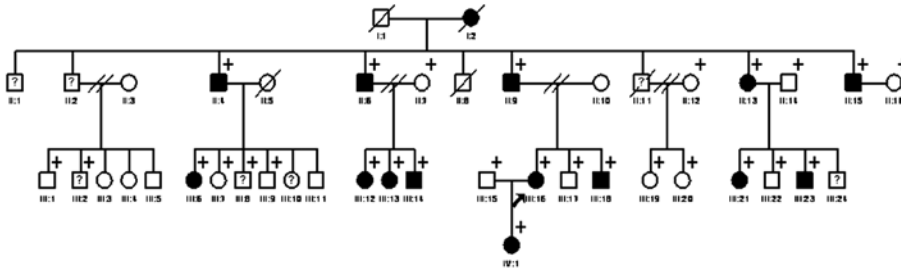 I:1 I:2
+ + + + + + + +
? ? ?
II:1 II:2 II:3 II:4 II:5 II:6 II:7 II:8 II:9 II:10 II:11 II:12 II:13 II:14 II:15
+ + + + + + + + + + + + + + + + + +
? ? ? ?
III:1 III:2 III:3 III:4 III:5 III:6 III:7 III:8 III:9 III:10 III:11 III:12 III:13 III:14 III:15 III:16 III:17 III:18 III:19 III:20 III:21 III:22 III:23 III:24
+
IV:1